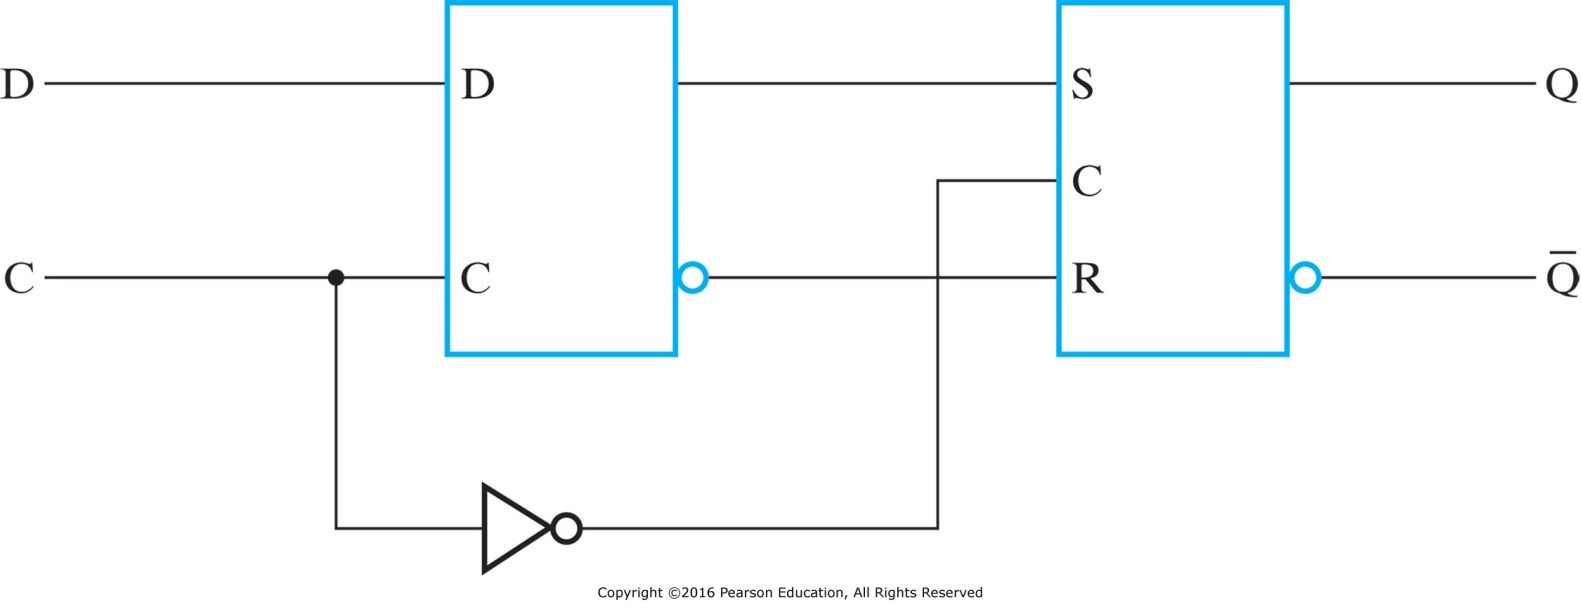 D
D
S
Q
C
C
C
R
Q̅
Copyright ©2016 Pearson Education, All Rights Reserved